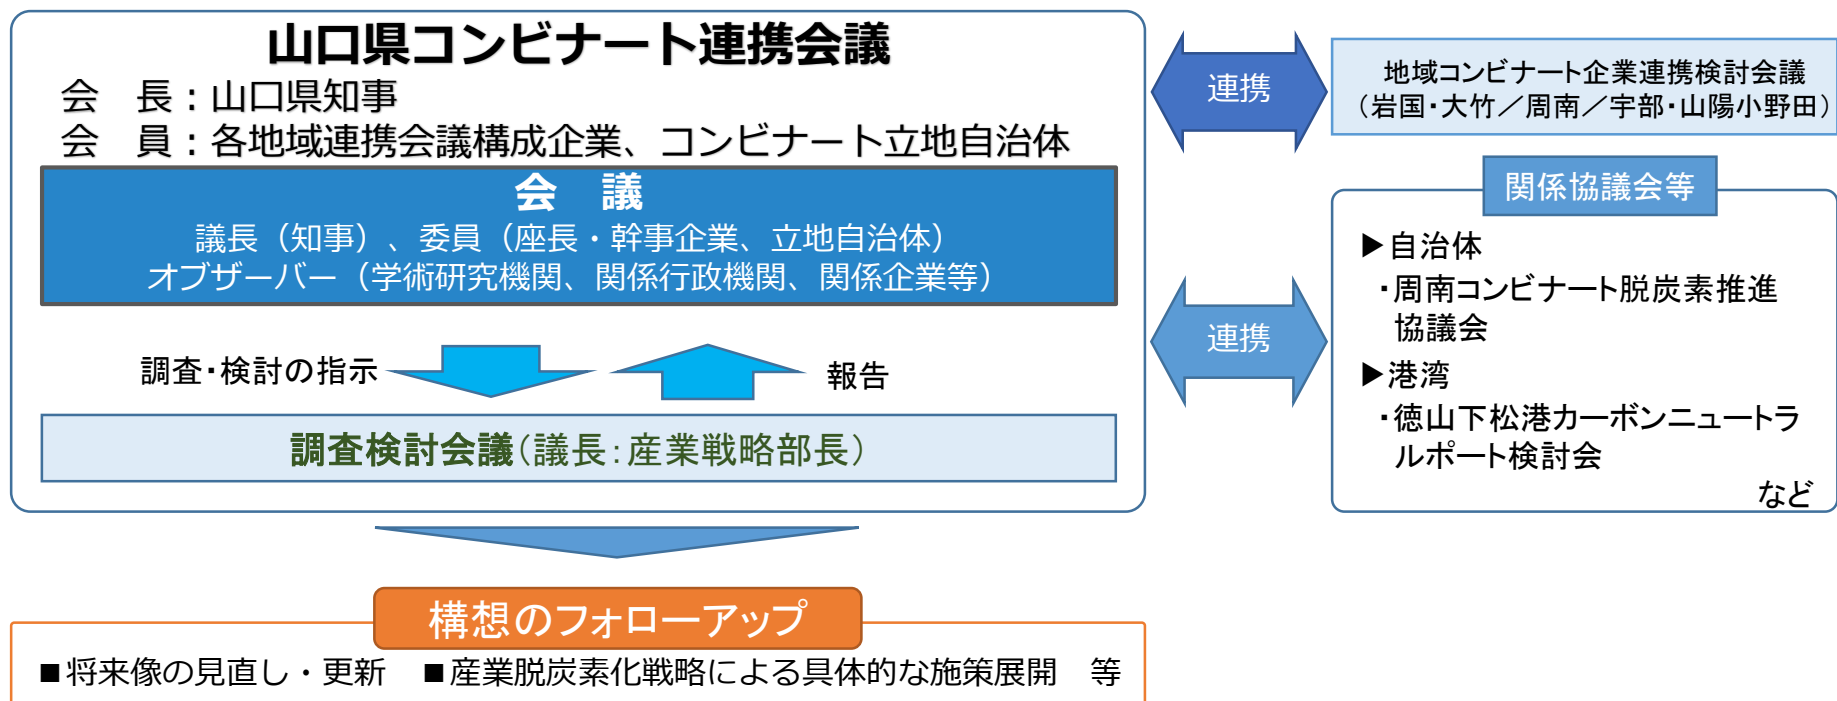 山口県コンビナート連携会議
会　長：山口県知事
会　員：各地域連携会議構成企業、コンビナート立地自治体
会　議
議長（知事）、委員（座長・幹事企業、立地自治体）
オブザーバー（学術研究機関、関係行政機関、関係企業等）
調査・検討の指示
報告
調査検討会議（議長：産業戦略部長）
連携
地域コンビナート企業連携検討会議
（岩国・大竹／周南／宇部・山陽小野田）
連携
関係協議会等
▶自治体
・周南コンビナート脱炭素推進
協議会
▶港湾
・徳山下松港カーボンニュートラ
ルポート検討会
など
構想のフォローアップ
■将来像の見直し・更新　■産業脱炭素化戦略による具体的な施策展開　等